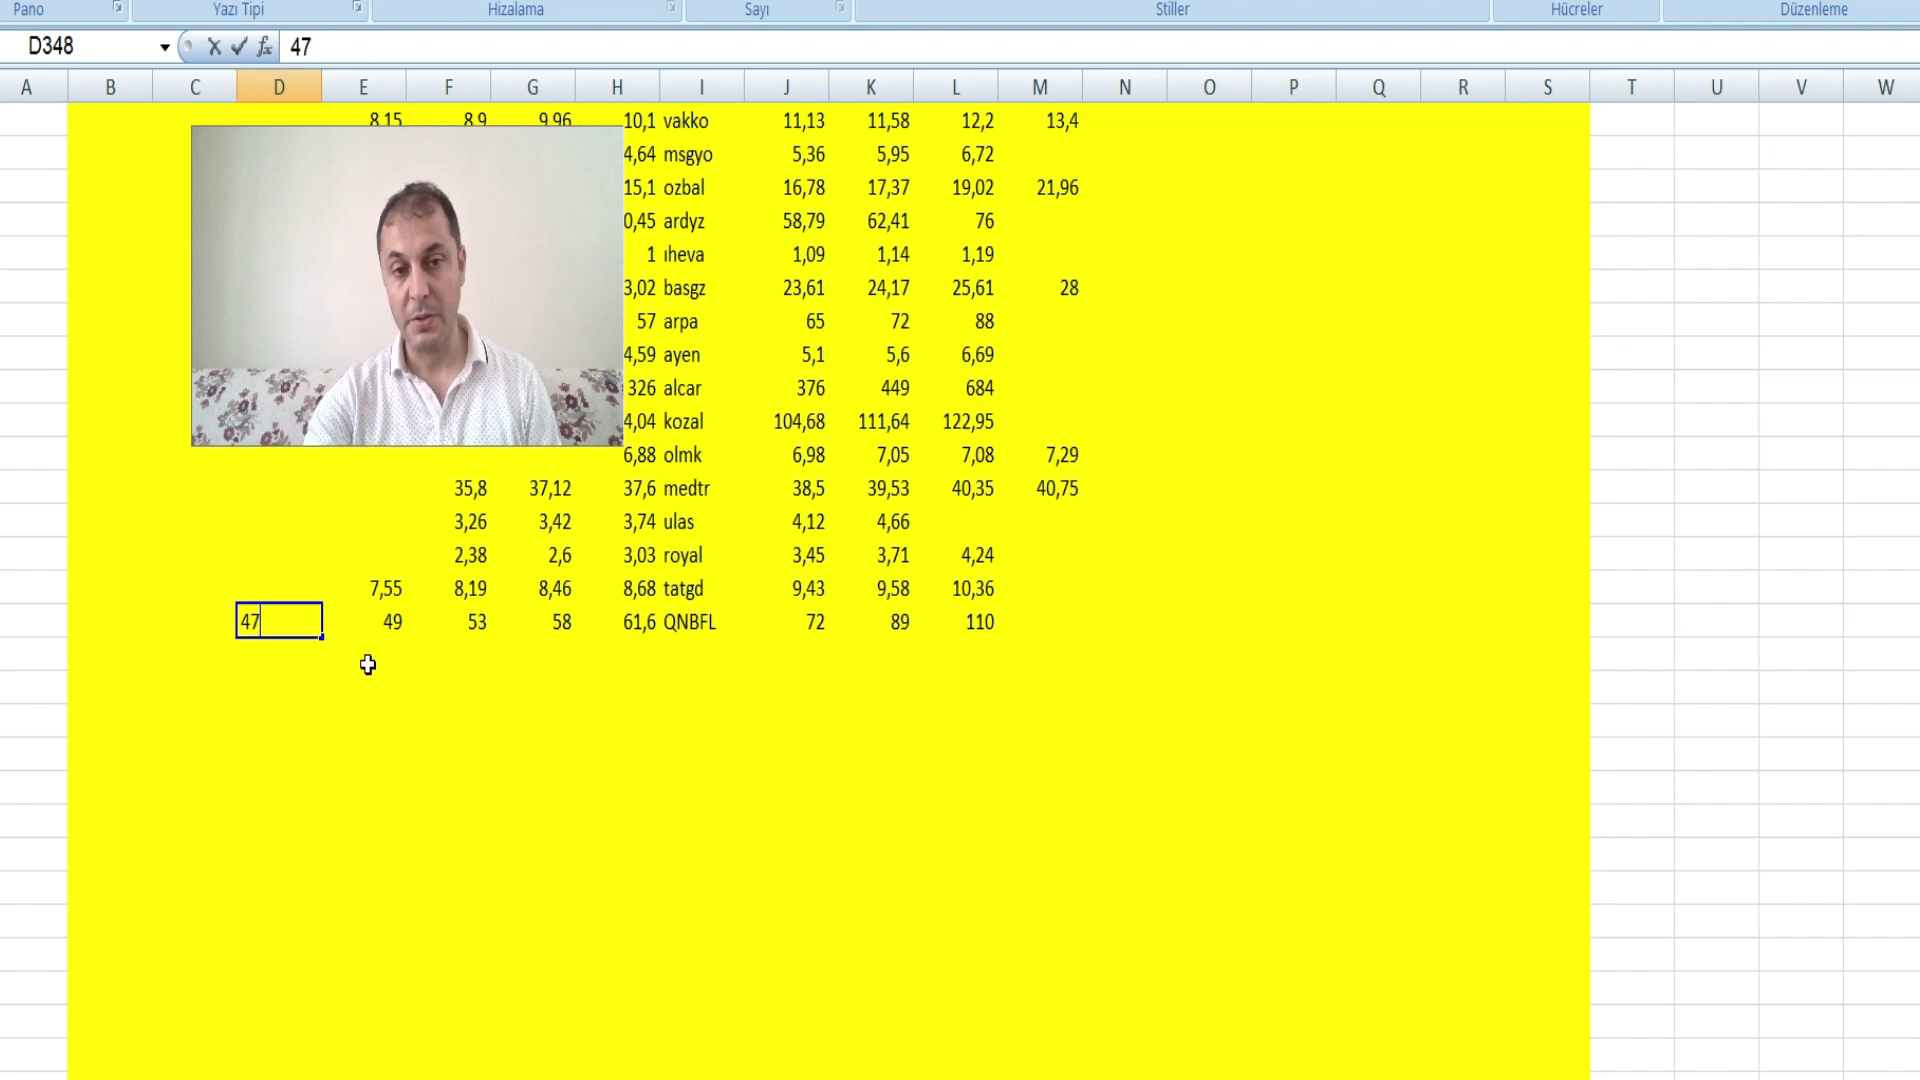 Pano Yazı Tipi Hizalama Sayı Stiller Hücreler Düzenleme
D348 fx 47
A B C D E F G H I J K L M N O P Q R S T U V W
8,15 8,9 9,96 10,1 vakko 11,13 11,58 12,2 13,4
4,64 msgyo 5,36 5,95 6,72
15,1 ozbal 16,78 17,37 19,02 21,96
0,45 ardyz 58,79 62,41 76
1 ıheva 1,09 1,14 1,19
3,02 basgz 23,61 24,17 25,61 28
57 arpa 65 72 88
4,59 ayen 5,1 5,6 6,69
326 alcar 376 449 684
4,04 kozal 104,68 111,64 122,95
6,88 olmk 6,98 7,05 7,08 7,29
35,8 37,12 37,6 medtr 38,5 39,53 40,35 40,75
3,26 3,42 3,74 ulas 4,12 4,66
2,38 2,6 3,03 royal 3,45 3,71 4,24
7,55 8,19 8,46 8,68 tatgd 9,43 9,58 10,36
47 49 53 58 61,6 QNBFL 72 89 110